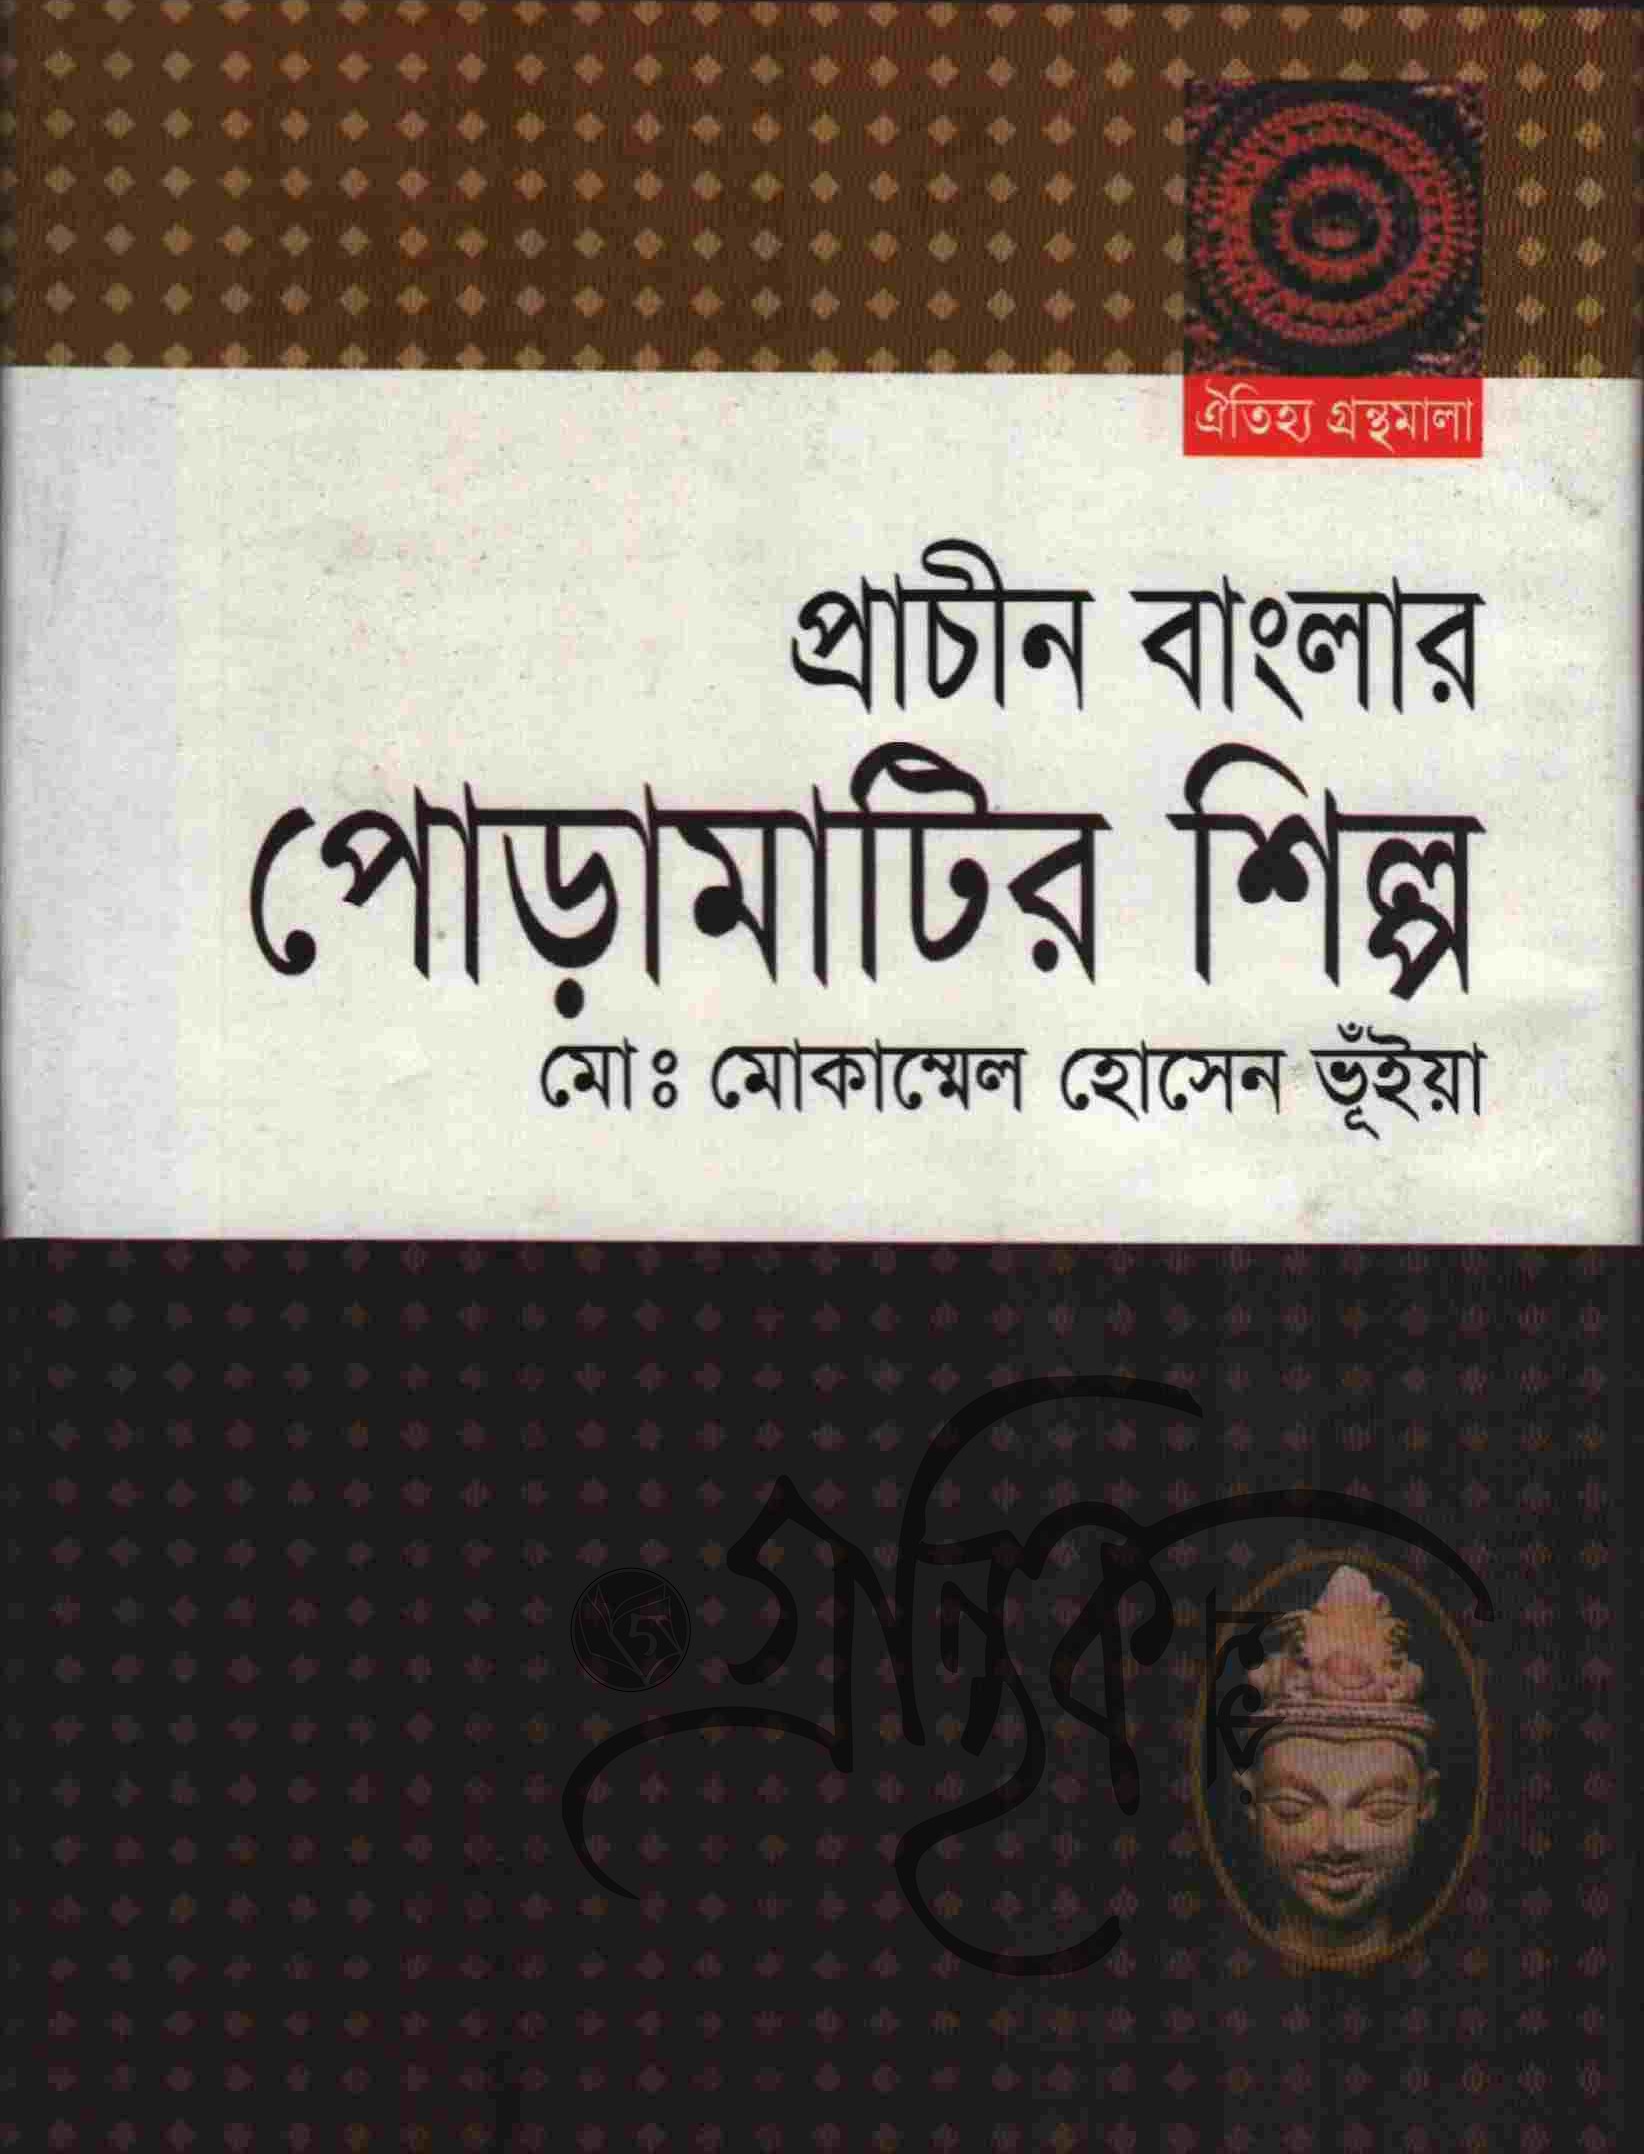 ঐতিহ্য গ্রন্থমালা
প্রাচীন বাংলার
পোড়ামাটির শিল্প
মোঃ মোকাম্মেল হোসেন ভূঁইয়া